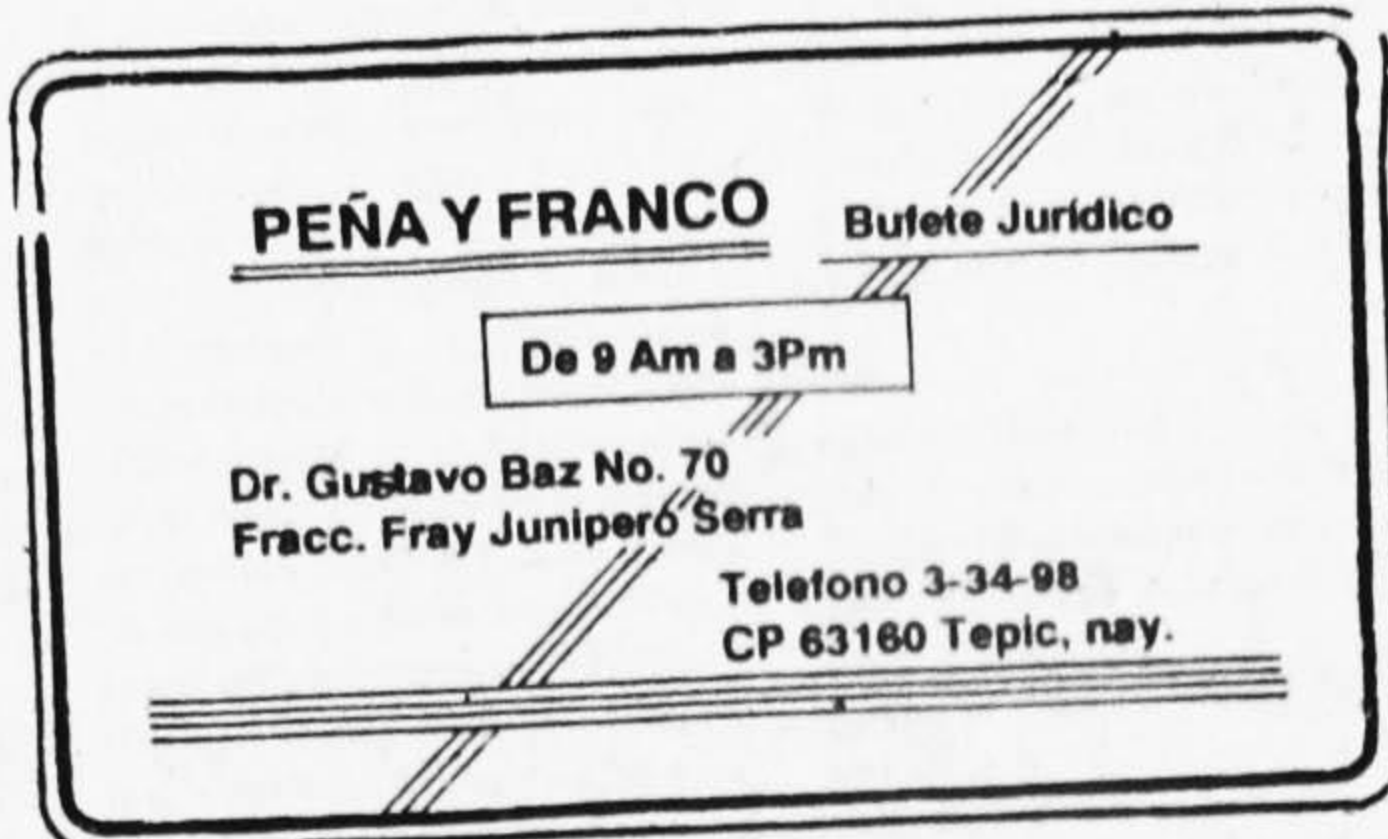 PEÑA Y FRANCO Bufete Jurídico
De 9 Am a 3Pm
Dr. Gustavo Baz No. 70
Fracc. Fray Junipero Serra
Telefono 3-34-98
CP 63160 Tepic, nay.